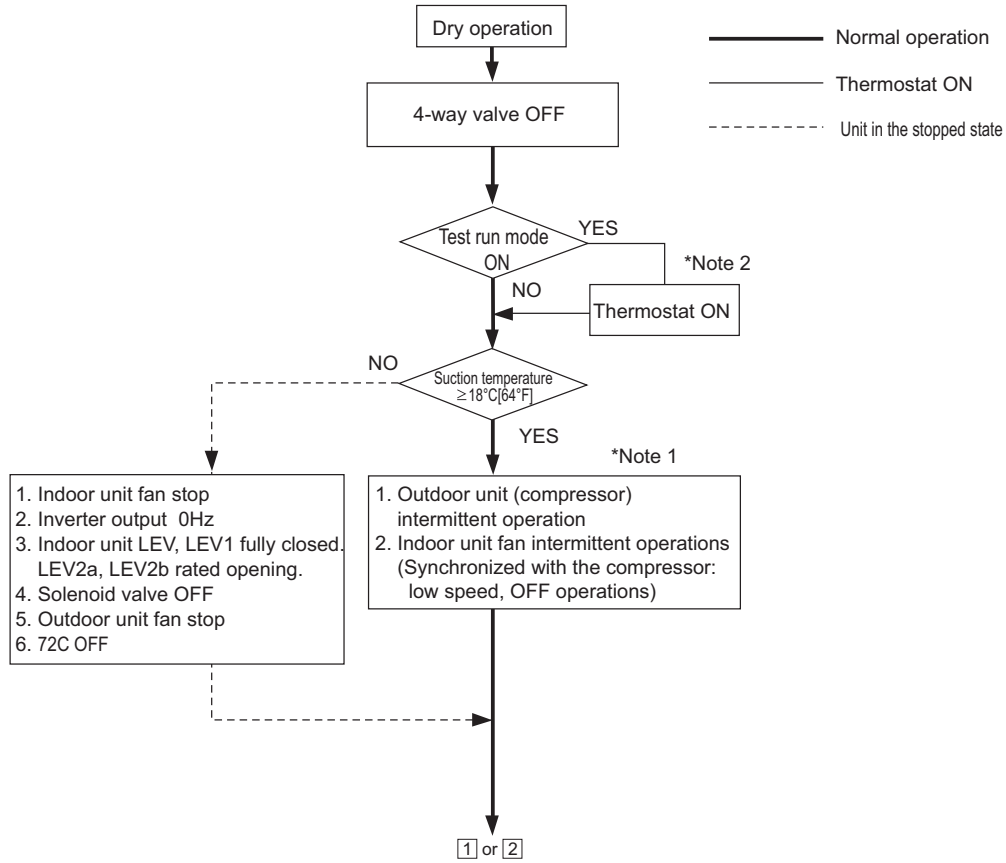 Dry operation
Normal operation
Thermostat ON
Unit in the stopped state
4-way valve OFF
Test run mode
ON
YES
*Note 2
NO
Thermostat ON
NO
Suction temperature
≥18°C[64°F]
YES
*Note 1
1. Indoor unit fan stop
2. Inverter output 0Hz
3. Indoor unit LEV, LEV1 fully closed.
LEV2a, LEV2b rated opening.
4. Solenoid valve OFF
5. Outdoor unit fan stop
6. 72C OFF
1. Outdoor unit (compressor)
intermittent operation
2. Indoor unit fan intermittent operations
(Synchronized with the compressor:
low speed, OFF operations)
1 or 2